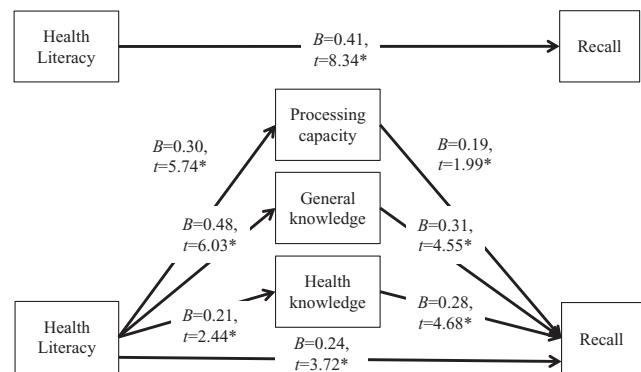 Health
Literacy
B=0.41,
t=8.34*
Recall
Processing
capacity
B=0.30,
t=5.74*
B=0.19,
t=1.99*
General
knowledge
B=0.48,
t=6.03*
B=0.31,
t=4.55*
Health
knowledge
B=0.21,
t=2.44*
B=0.28,
t=4.68*
Health
Literacy
B=0.24,
t=3.72*
Recall